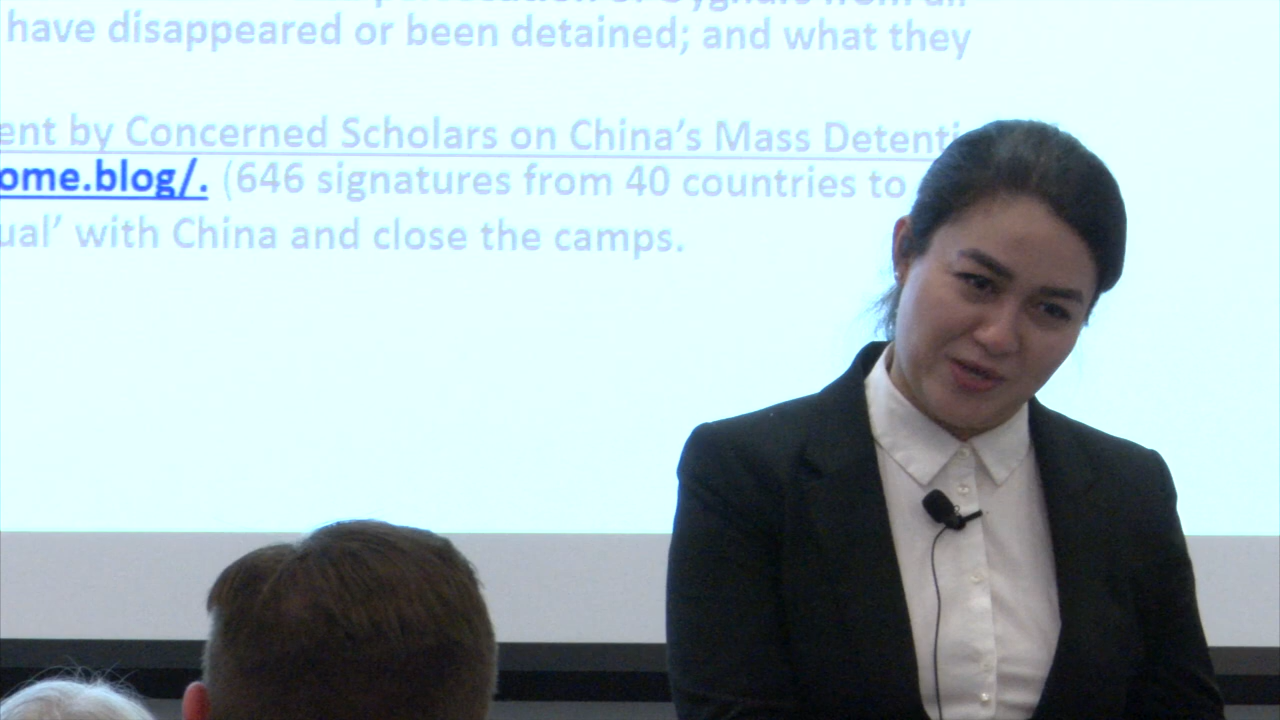 have disappeared or been detained; and what they
ent by Concerned Scholars on China's Mass Detenti
ome.blog/. (646 signatures from 40 countries to
ual' with China and close the camps.